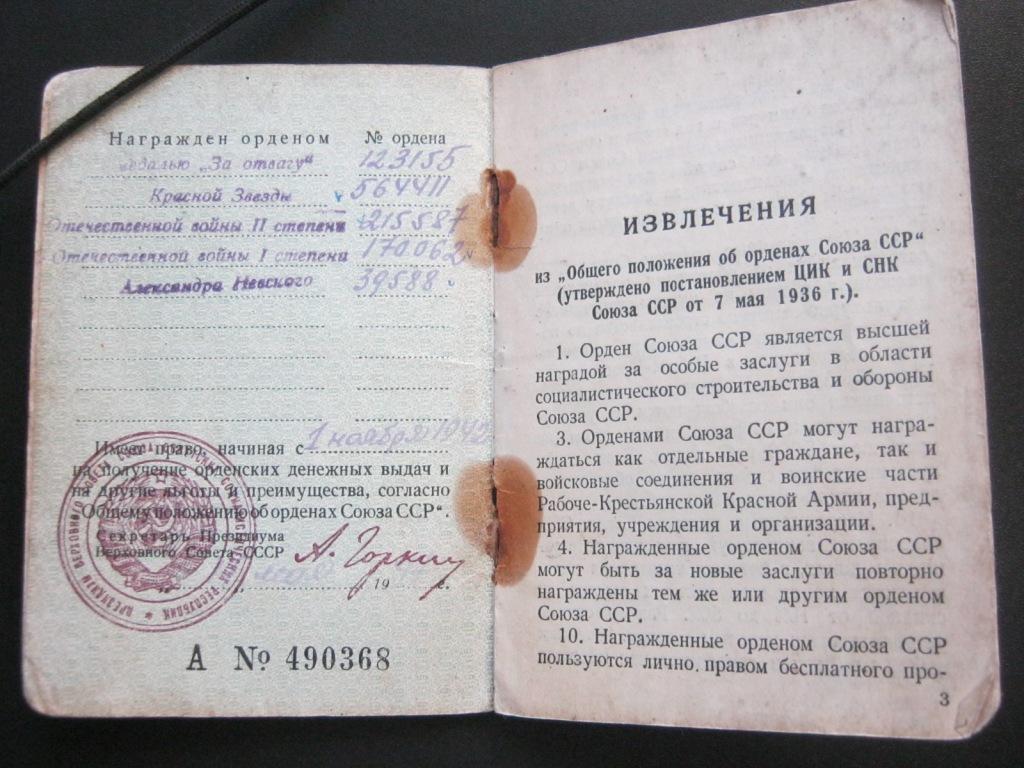 Награжден орденом № ордена
медалью „За отвагу“ 123155
Красной Звезды 564411
Отечественной войны II степени 215587
Отечественной войны I степени 170062
Александра Невского 39588
Имеет право, начиная с 1 ноября 1942
на получение орденских денежных выдач и
на другие льготы и преимущества, согласно
„Общему положению об орденах Союза ССР“.
Секретарь Президиума
Верховного Совета СССР А. Горкин
19 г.
А № 490368
ИЗВЛЕЧЕНИЯ
из „Общего положения об орденах Союза ССР“
(утверждено постановлением ЦИК и СНК
Союза ССР от 7 мая 1936 г.).
1. Орден Союза ССР является высшей
наградой за особые заслуги в области
социалистического строительства и обороны
Союза ССР.
3. Орденами Союза ССР могут награ-
ждаться как отдельные граждане, так и
войсковые соединения и воинские части
Рабоче-Крестьянской Красной Армии, пред-
приятия, учреждения и организации.
4. Награжденные орденом Союза ССР
могут быть за новые заслуги повторно
награждены тем же или другим орденом
Союза ССР.
10. Награжденные орденом Союза ССР
пользуются лично правом бесплатного про-
3